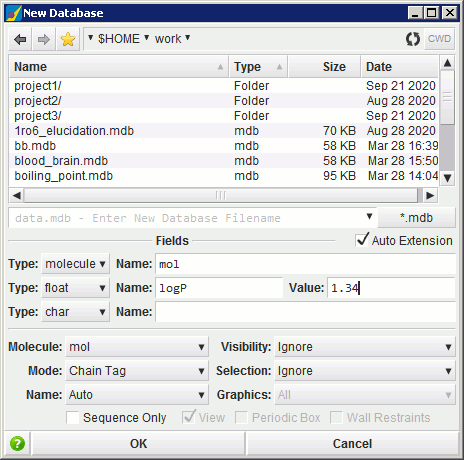 New Database
$HOME work CWD
Name Type Size Date
project1/ Folder Sep 21 2020
project2/ Folder Aug 28 2020
project3/ Folder Sep 21 2020
1ro6_elucidation.mdb mdb 70 KB Aug 28 2020
bb.mdb mdb 58 KB Mar 28 16:39
blood_brain.mdb mdb 58 KB Mar 28 15:50
boiling_point.mdb mdb 95 KB Mar 28 14:04
data.mdb - Enter New Database Filename *.mdb
Fields Auto Extension
Type: molecule Name: mol
Type: float Name: logP Value: 1.34
Type: char Name:
Molecule: mol Visibility: Ignore
Mode: Chain Tag Selection: Ignore
Name: Auto Graphics: All
Sequence Only View Periodic Box Wall Restraints
? OK Cancel